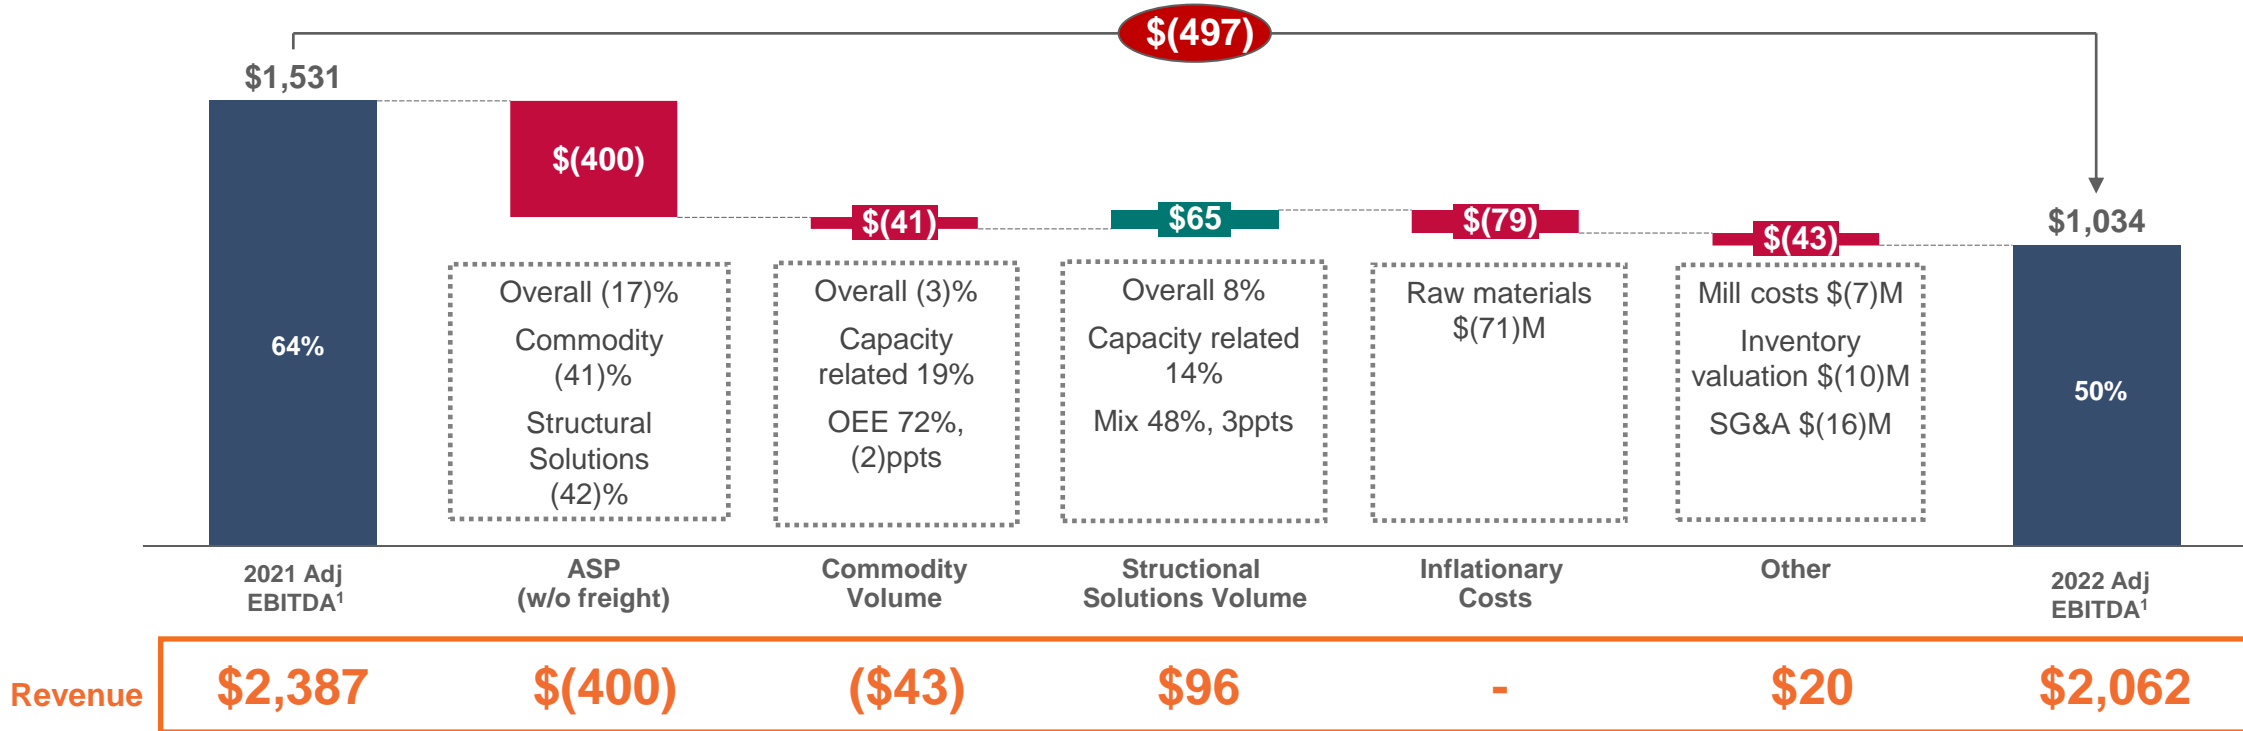 $(497)
$1,531
$(400)
$(41)
$65
$(79)
$(43)
$1,034
64%
Overall (17)%
Commodity
(41)%
Structural
Solutions
(42)%
Overall (3)%
Capacity
related 19%
OEE 72%,
(2)ppts
Overall 8%
Capacity related
14%
Mix 48%, 3ppts
Raw materials
$(71)M
Mill costs $(7)M
Inventory
valuation $(10)M
SG&A $(16)M
50%
2021 Adj
EBITDA¹
ASP
(w/o freight)
Commodity
Volume
Structional
Solutions Volume
Inflationary
Costs
Other
2022 Adj
EBITDA¹
Revenue
$2,387
$(400)
($43)
$96
-
$20
$2,062